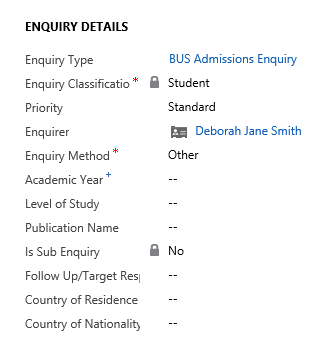 ENQUIRY DETAILS
Enquiry Type BUS Admissions Enquiry
Enquiry Classificatio * Student
Priority Standard
Enquirer Deborah Jane Smith
Enquiry Method * Other
Academic Year + --
Level of Study --
Publication Name --
Is Sub Enquiry No
Follow Up/Target Resp --
Country of Residence --
Country of Nationality --